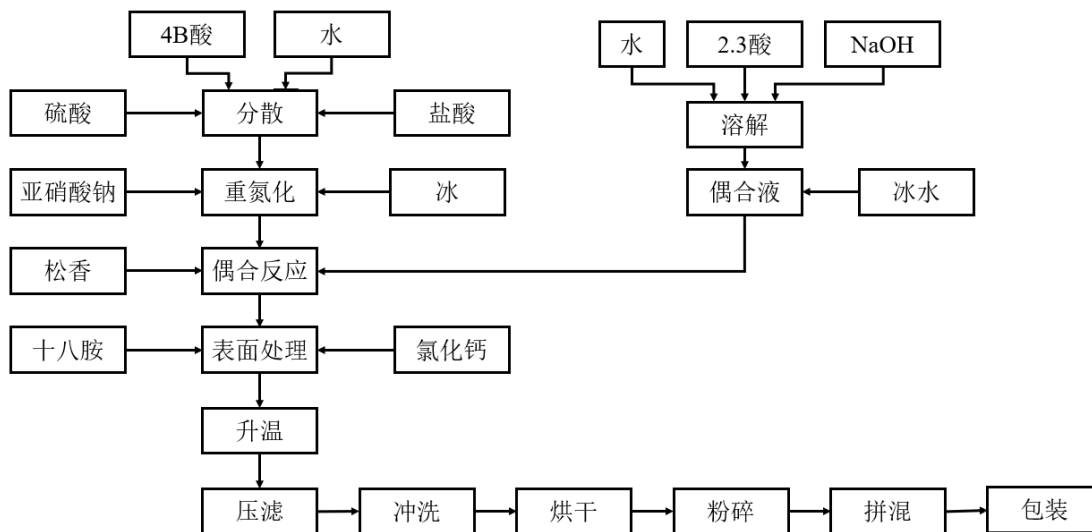 4B酸
水
水
2.3酸
NaOH
硫酸
分散
盐酸
溶解
亚硝酸钠
重氮化
冰
偶合液
冰水
松香
偶合反应
十八胺
表面处理
氯化钙
升温
压滤
冲洗
烘干
粉碎
拼混
包装